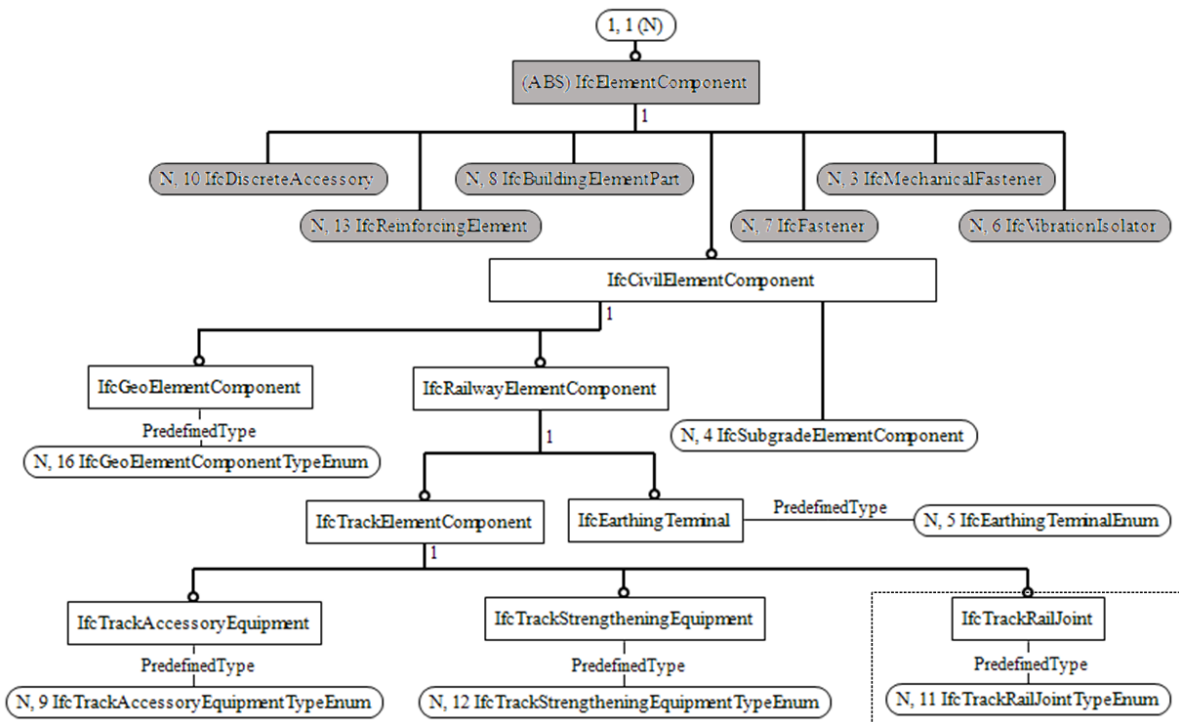 1, 1 (N)
(ABS) IfcElementComponent
1
N, 10 IfcDiscreteAccessory
N, 8 IfcBuildingElementPart
N, 3 IfcMechanicalFastener
N, 13 IfcReinforcingElement
N, 7 IfcFastener
N, 6 IfcVibrationIsolator
IfcCivilElementComponent
1
IfcGeoElementComponent
IfcRailwayElementComponent
PredefinedType
1
N, 4 IfcSubgradeElementComponent
N, 16 IfcGeoElementComponentTypeEnum
IfcTrackElementComponent
IfcEarthingTerminal
PredefinedType
N, 5 IfcEarthingTerminalEnum
1
IfcTrackAccessoryEquipment
IfcTrackStrengtheningEquipment
IfcTrackRailJoint
PredefinedType
PredefinedType
PredefinedType
N, 9 IfcTrackAccessoryEquipmentTypeEnum
N, 12 IfcTrackStrengtheningEquipmentTypeEnum
N, 11 IfcTrackRailJointTypeEnum